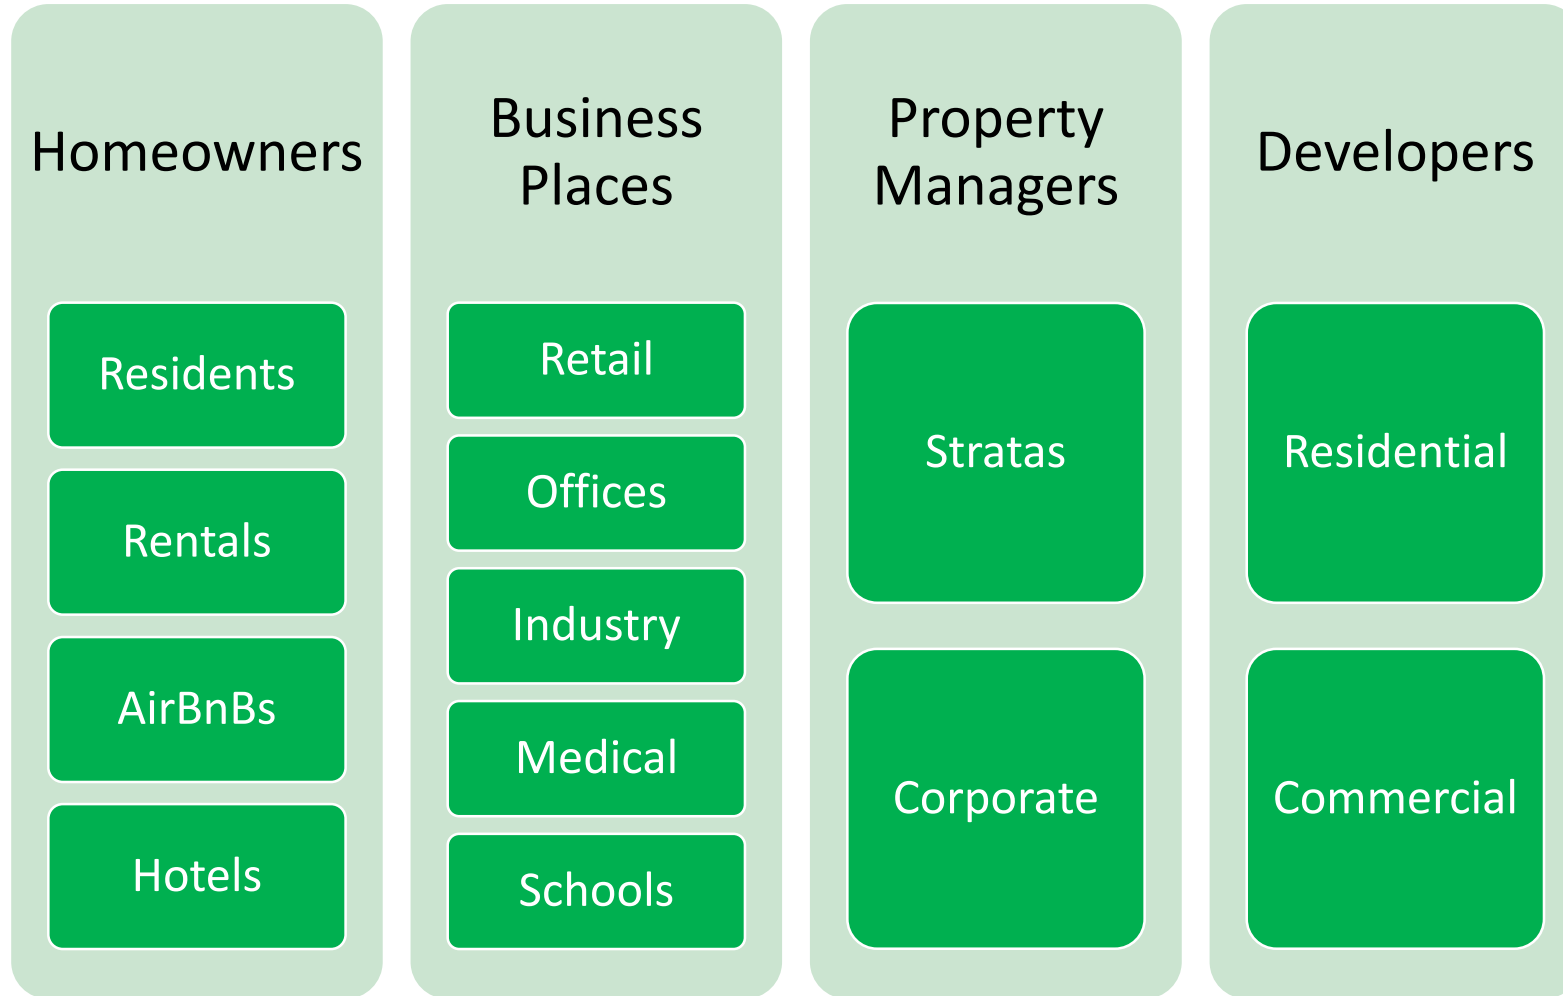 Homeowners
Residents
Rentals
AirBnBs
Hotels
Business
Places
Retail
Offices
Industry
Medical
Schools
Property
Managers
Stratas
Corporate
Developers
Residential
Commercial